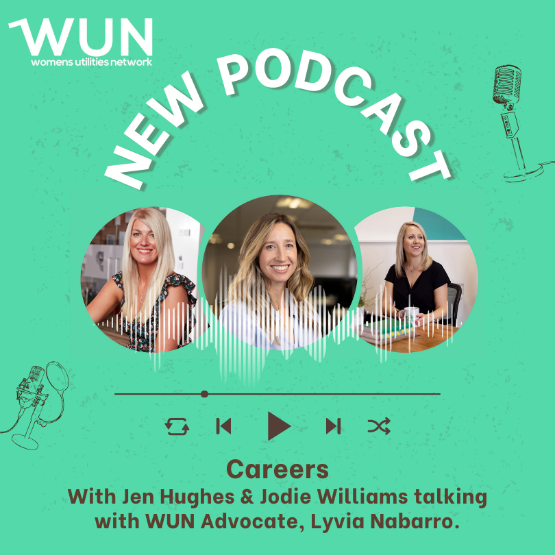 WUN
womens utilities network
NEW PODCAST
Careers
With Jen Hughes & Jodie Williams talking
with WUN Advocate, Lyvia Nabarro.